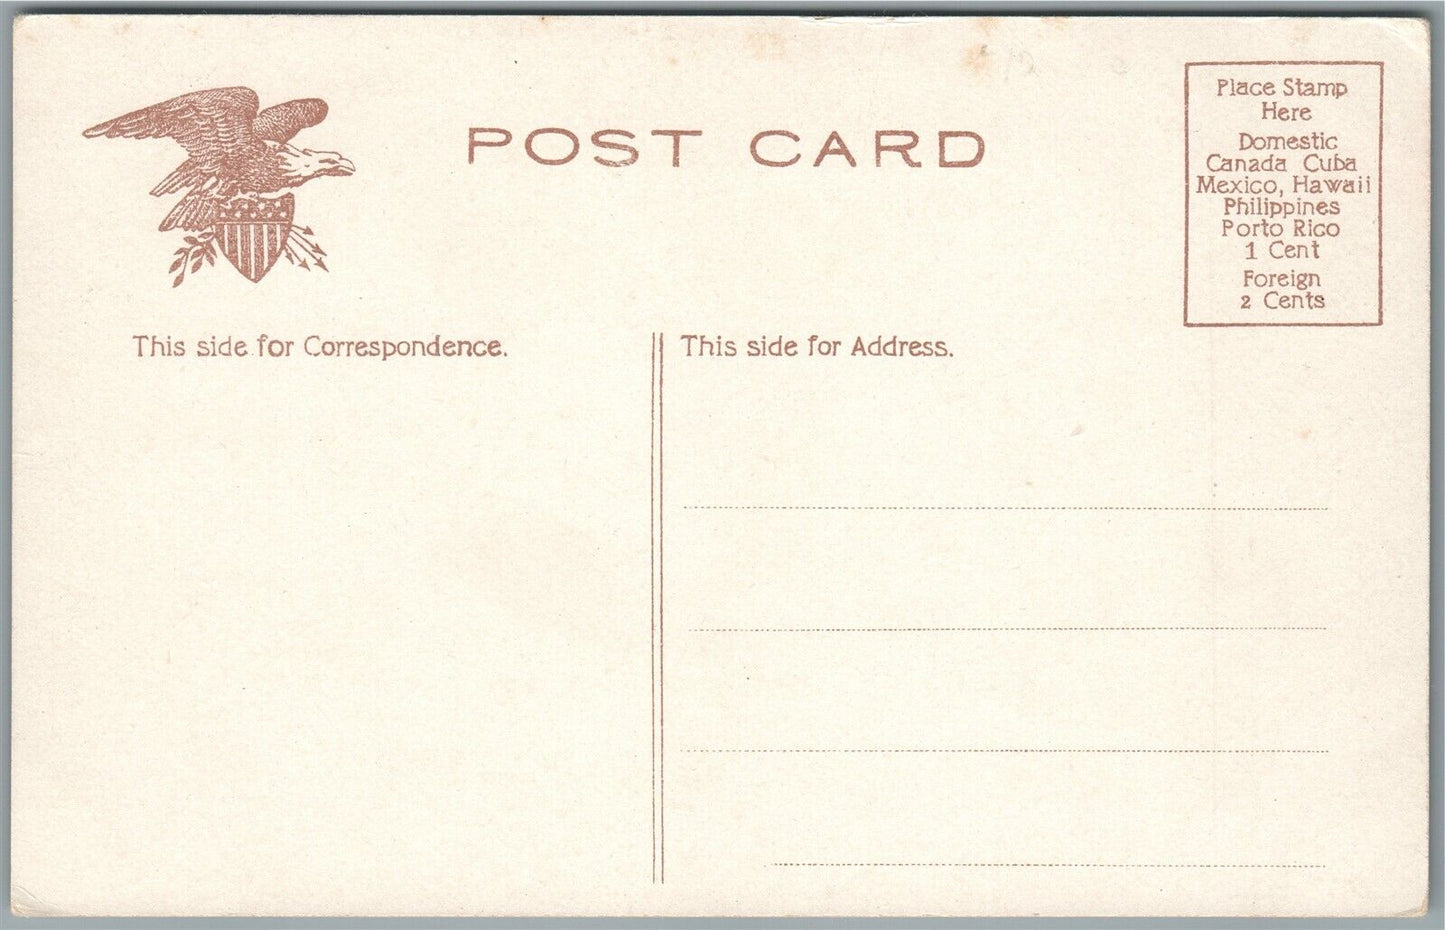 POST CARD
Place Stamp
Here
Domestic
Canada Cuba
Mexico, Hawaii
Philippines
Porto Rico
1 Cent
Foreign
2 Cents
This side for Correspondence.
This side for Address.